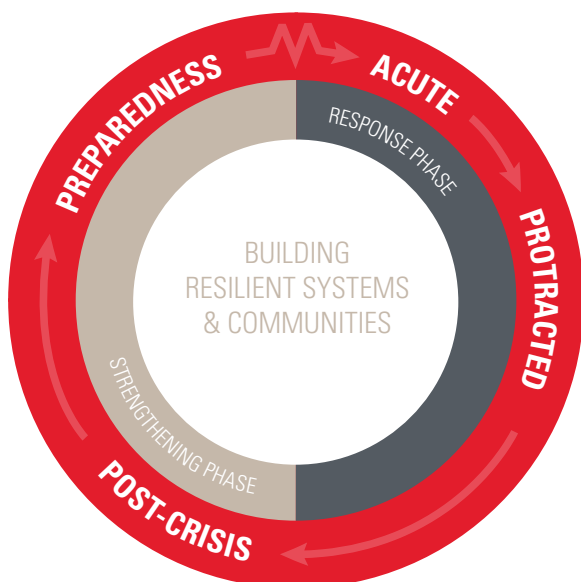 PREPAREDNESS
ACUTE
RESPONSE PHASE
PROTRACTED
BUILDING
RESILIENT SYSTEMS
& COMMUNITIES
STRENGTHENING PHASE
POST-CRISIS